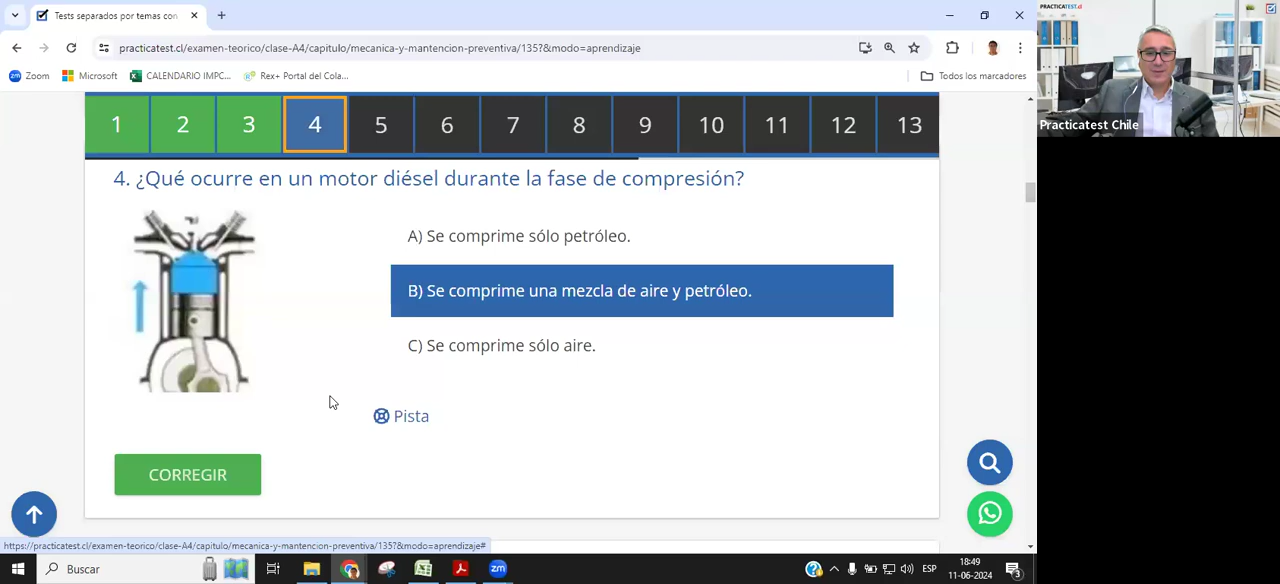 Tests separados por temas con
practicatest.cl/examen-teorico/clase-A4/capitulo/mecanica-y-mantencion-preventiva/135?&modo=aprendizaje
Zoom
Microsoft
CALENDARIO IMPC...
Rex+ Portal del Cola...
Todos los marcadores
1 2 3 4 5 6 7 8 9 10 11 12 13
4. ¿Qué ocurre en un motor diésel durante la fase de compresión?
A) Se comprime sólo petróleo.
B) Se comprime una mezcla de aire y petróleo.
C) Se comprime sólo aire.
Pista
CORREGIR
https://practicatest.cl/examen-teorico/clase-A4/capitulo/mecanica-y-mantencion-preventiva/135?&modo=aprendizaje#
Buscar
ESP
18:49
11-06-2024
3
PRACTICATEST.cl
Practicatest Chile